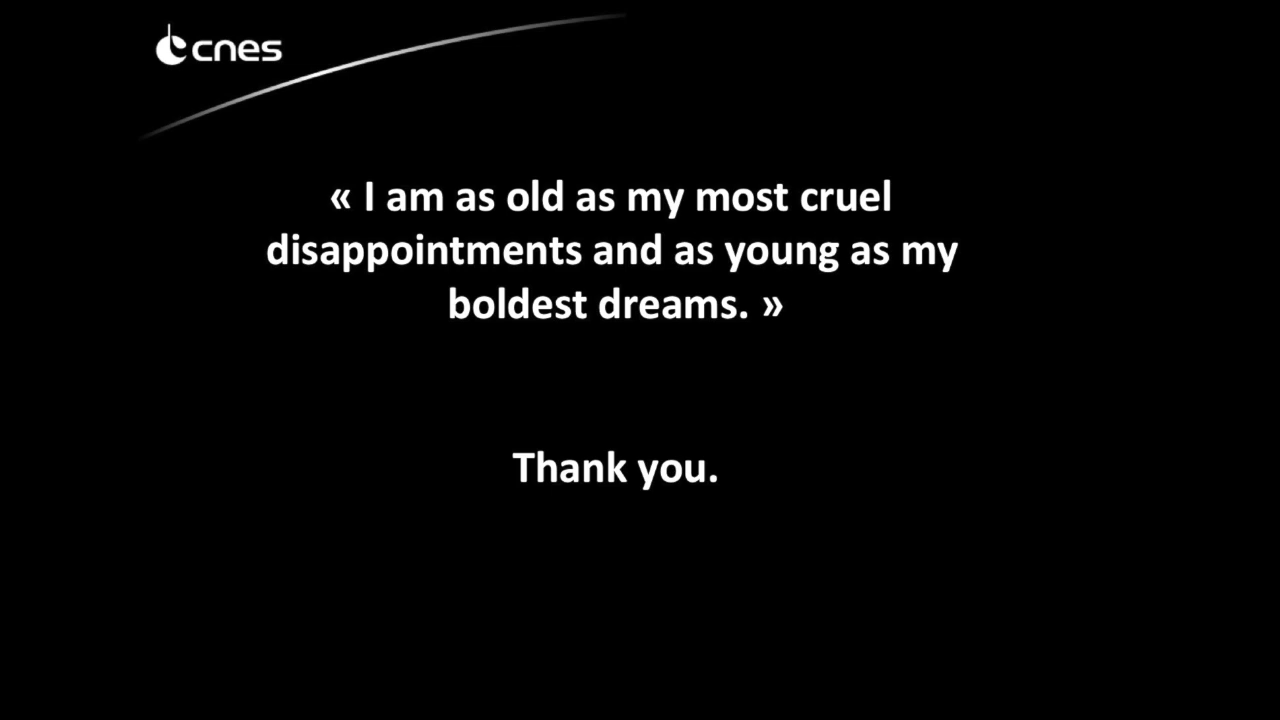 cnes
« I am as old as my most cruel
disappointments and as young as my
boldest dreams. »
Thank you.